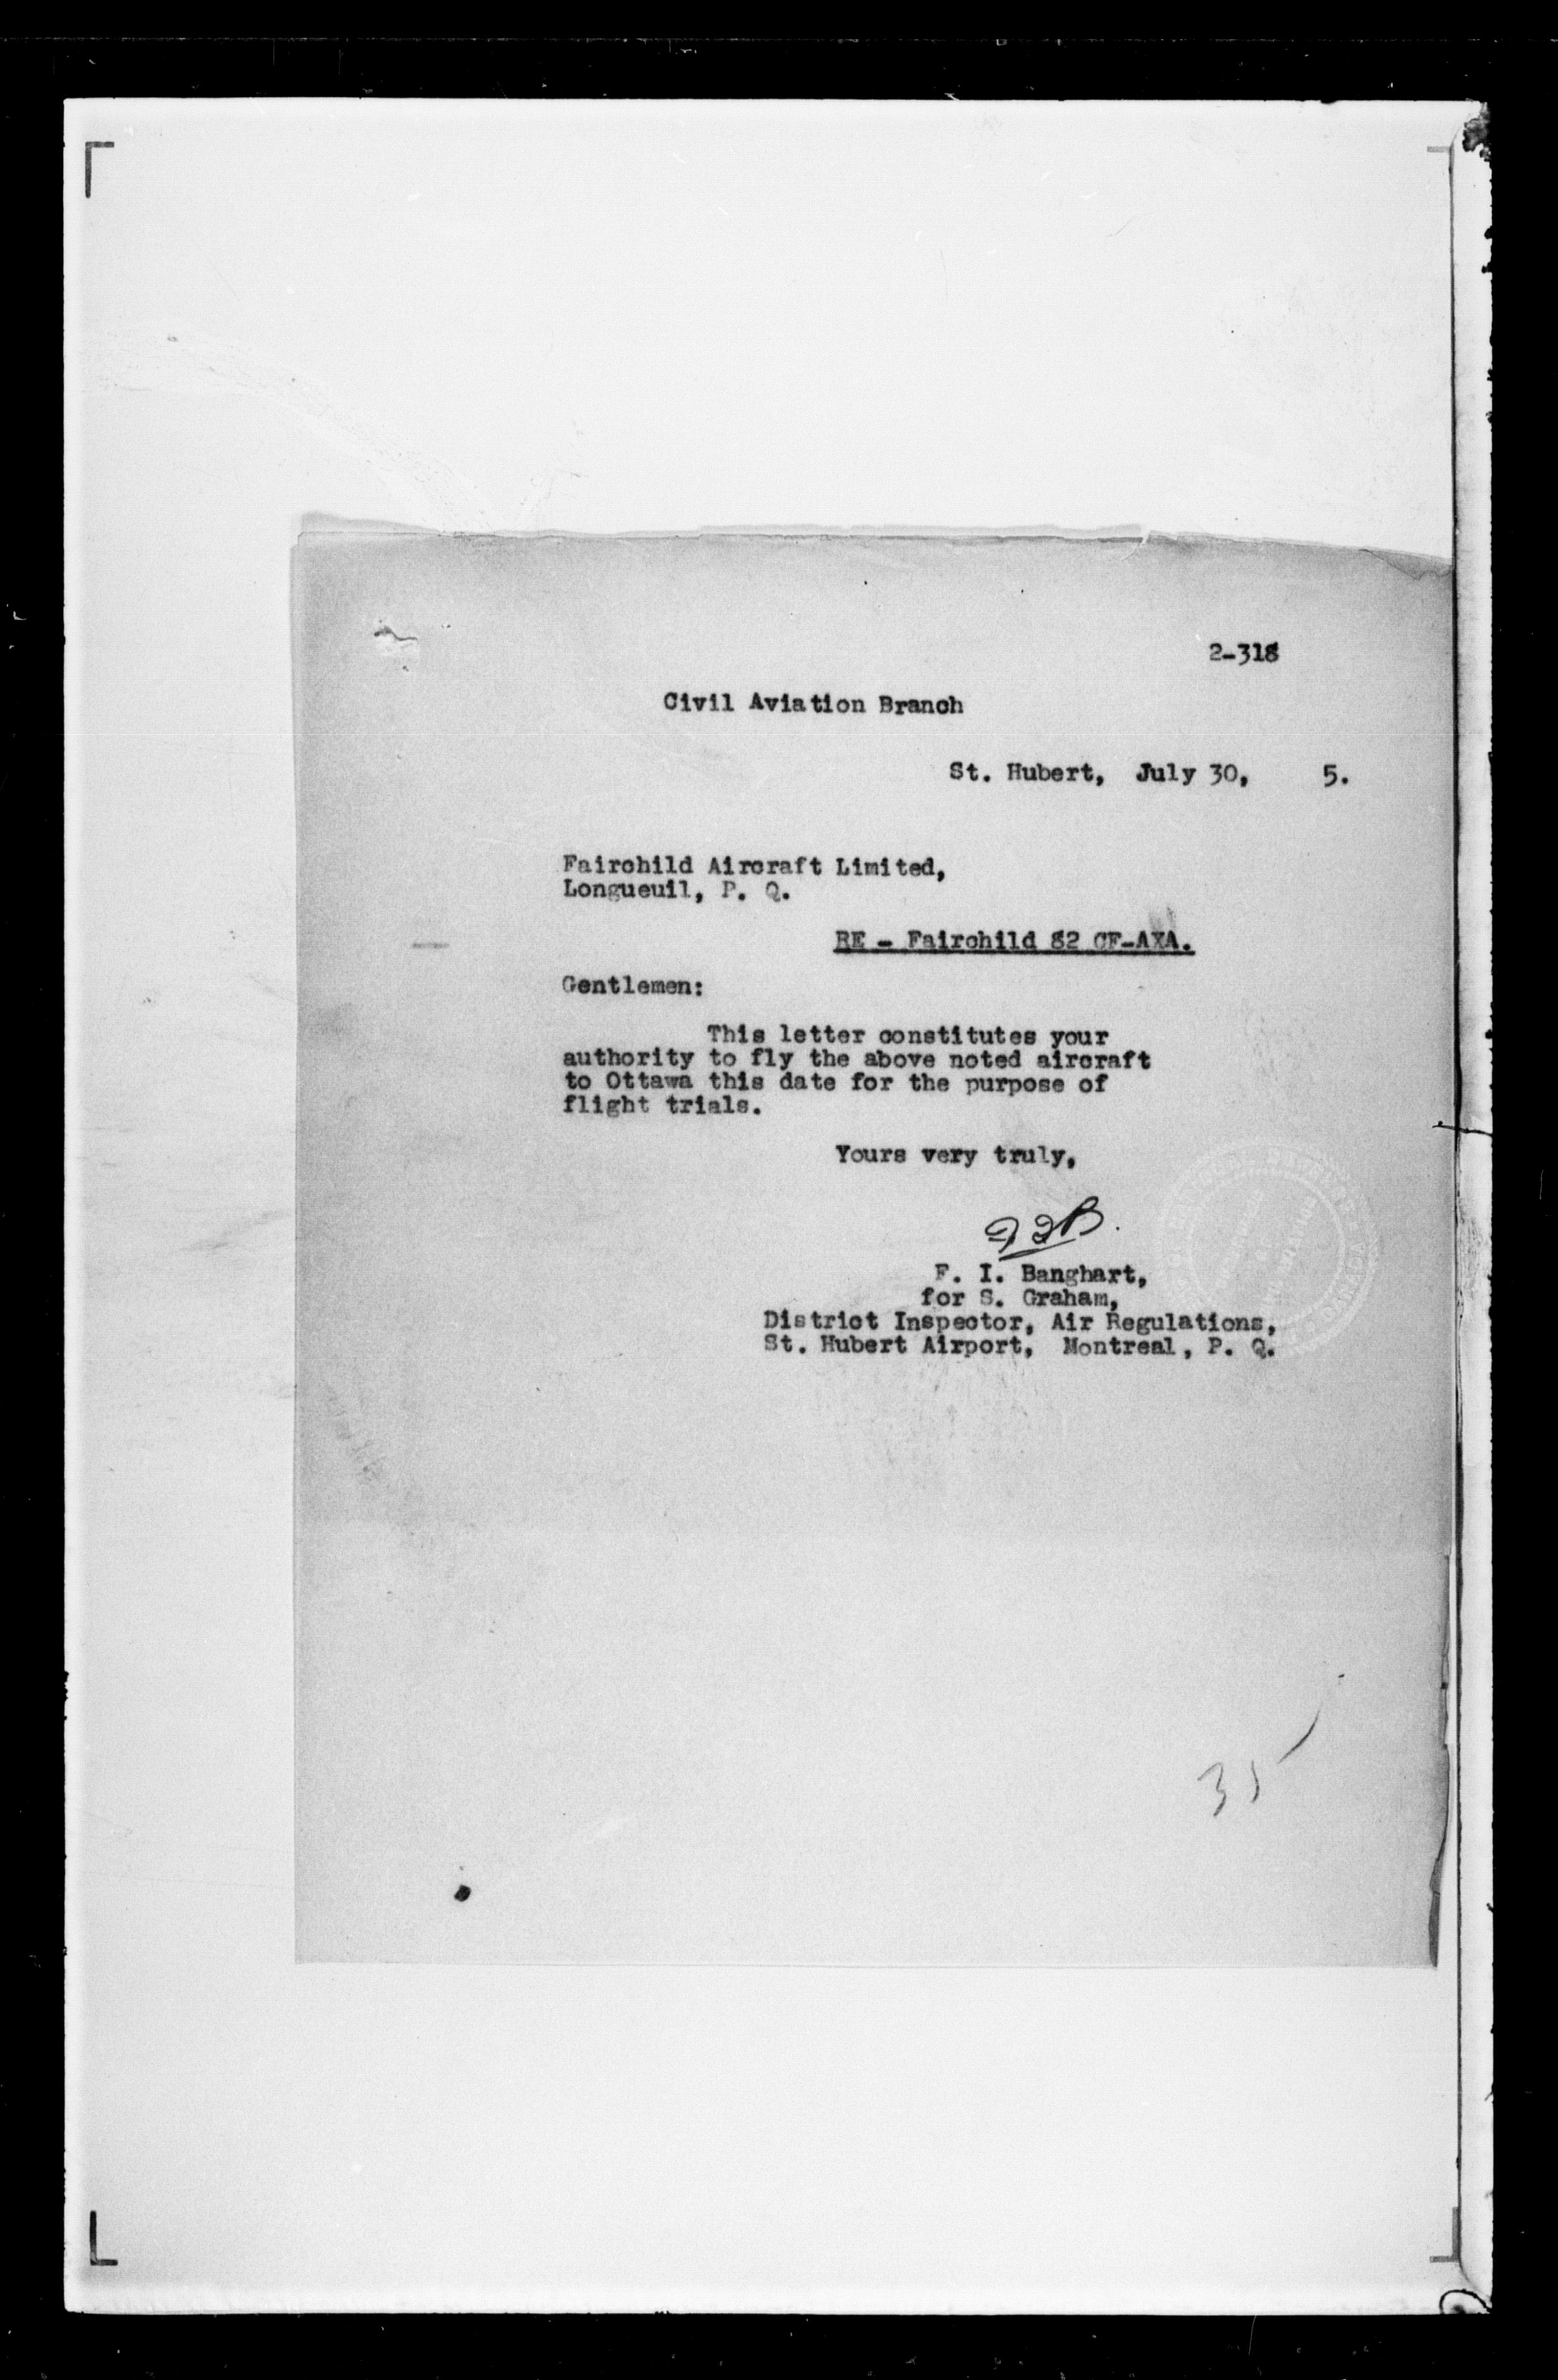 2-318
Civil Aviation Branch
St. Hubert, July 30, 5.
Fairchild Aircraft Limited,
Longueuil, P. Q.
RE - Fairchild 82 CF-AXA.
Gentlemen:
This letter constitutes your
authority to fly the above noted aircraft
to Ottawa this date for the purpose of
flight trials.
Yours very truly,
F. I. Banghart,
for S. Graham,
District Inspector, Air Regulations,
St. Hubert Airport, Montreal, P. Q.
35